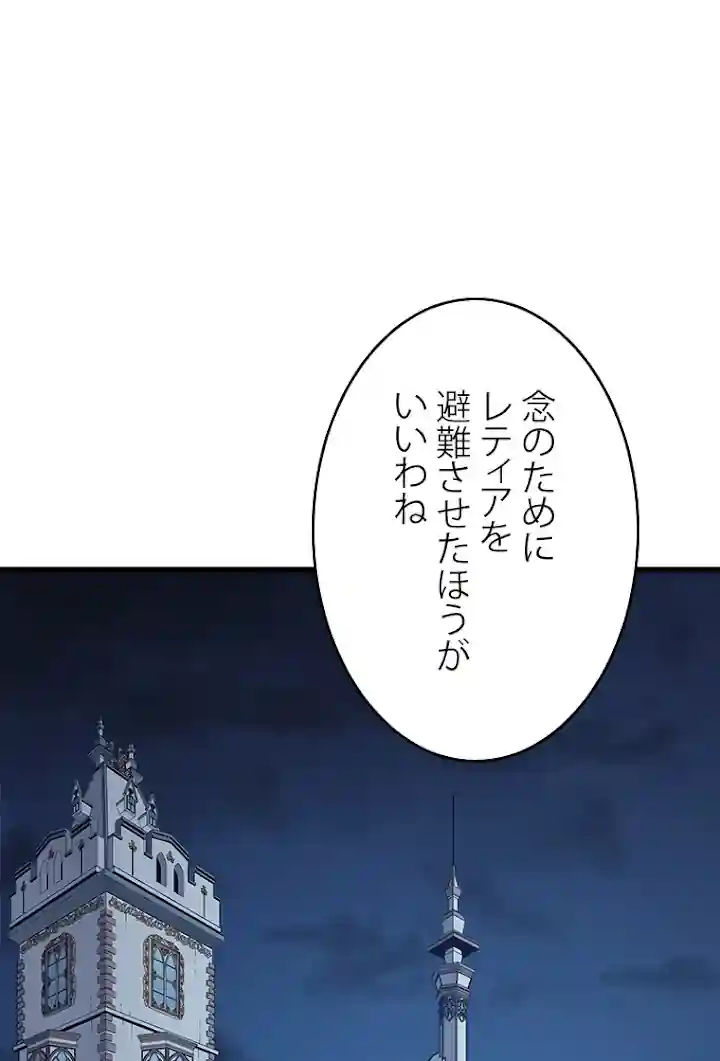 念のために
レティアを
避難させたほうが
いいわね